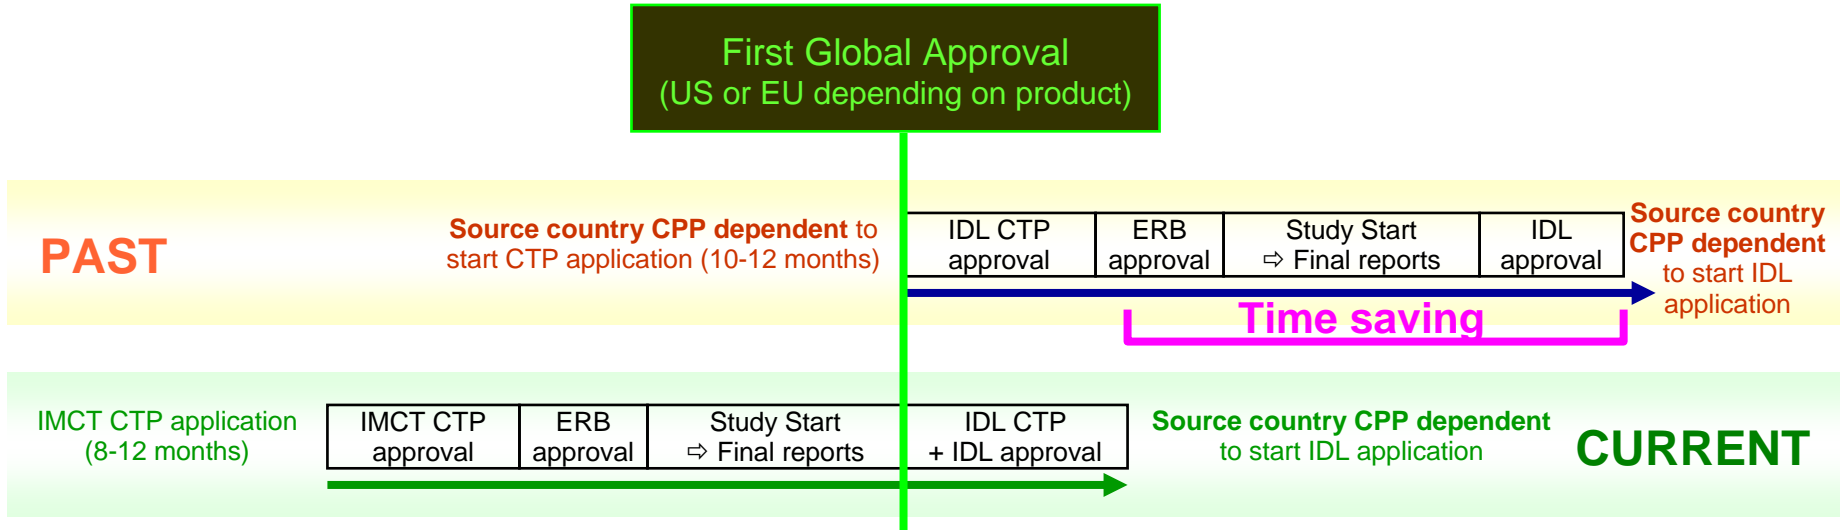 First Global Approval
(US or EU depending on product)
PAST
Source country CPP dependent to
start CTP application (10-12 months)
IDL CTP
approval
ERB
approval
Study Start
⇨ Final reports
IDL
approval
Source country
CPP dependent
to start IDL
application
Time saving
IMCT CTP application
(8-12 months)
IMCT CTP
approval
ERB
approval
Study Start
⇨ Final reports
IDL CTP
+ IDL approval
Source country CPP dependent
to start IDL application
CURRENT